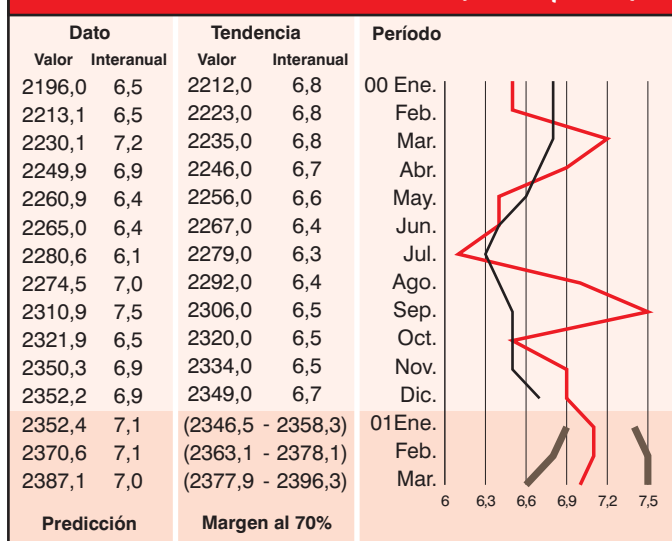 Dato Tendencia Período
Valor Interanual Valor Interanual
2196,0 6,5 2212,0 6,8 00 Ene.
2213,1 6,5 2223,0 6,8 Feb.
2230,1 7,2 2235,0 6,8 Mar.
2249,9 6,9 2246,0 6,7 Abr.
2260,9 6,4 2256,0 6,6 May.
2265,0 6,4 2267,0 6,4 Jun.
2280,6 6,1 2279,0 6,3 Jul.
2274,5 7,0 2292,0 6,4 Ago.
2310,9 7,5 2306,0 6,5 Sep.
2321,9 6,5 2320,0 6,5 Oct.
2350,3 6,9 2334,0 6,5 Nov.
2352,2 6,9 2349,0 6,7 Dic.
2352,4 7,1 (2346,5 - 2358,3) 01Ene.
2370,6 7,1 (2363,1 - 2378,1) Feb.
2387,1 7,0 (2377,9 - 2396,3) Mar.
6 6,3 6,6 6,9 7,2 7,5
Predicción Margen al 70%